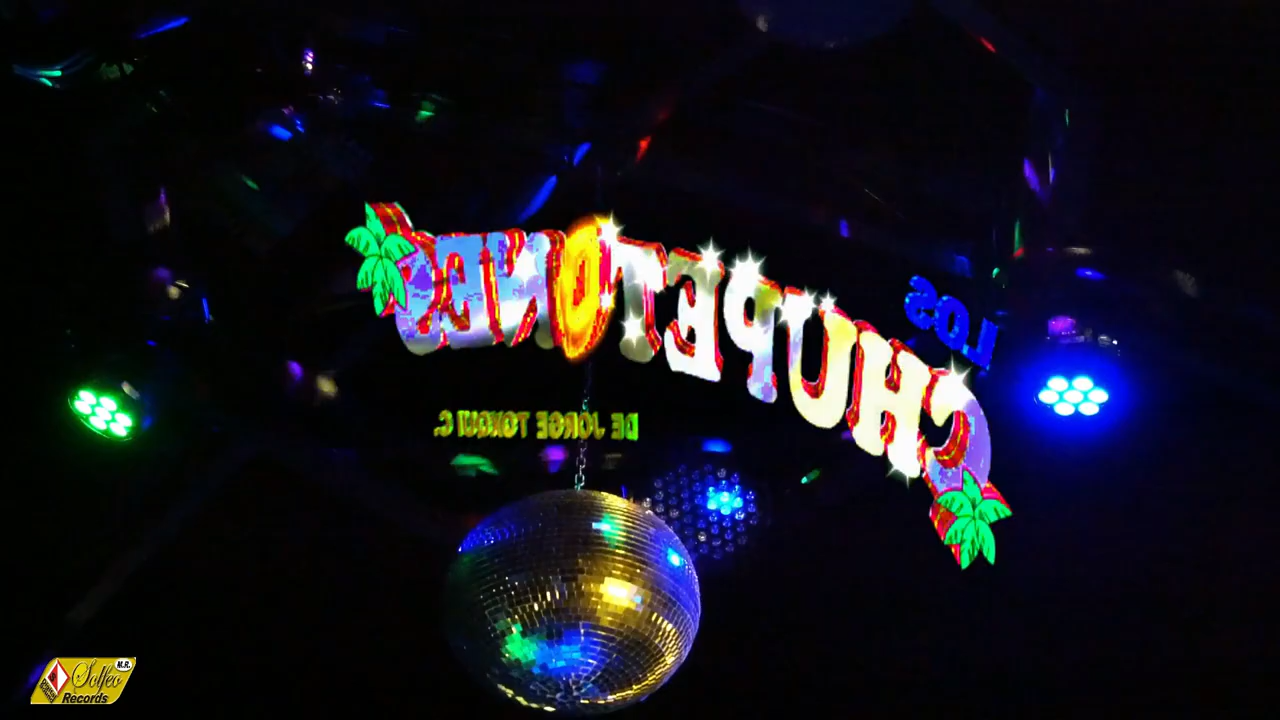 LOS
CHUPETONES
DE JORGE TOXQUI C.
Solfeo
M.R.
Records